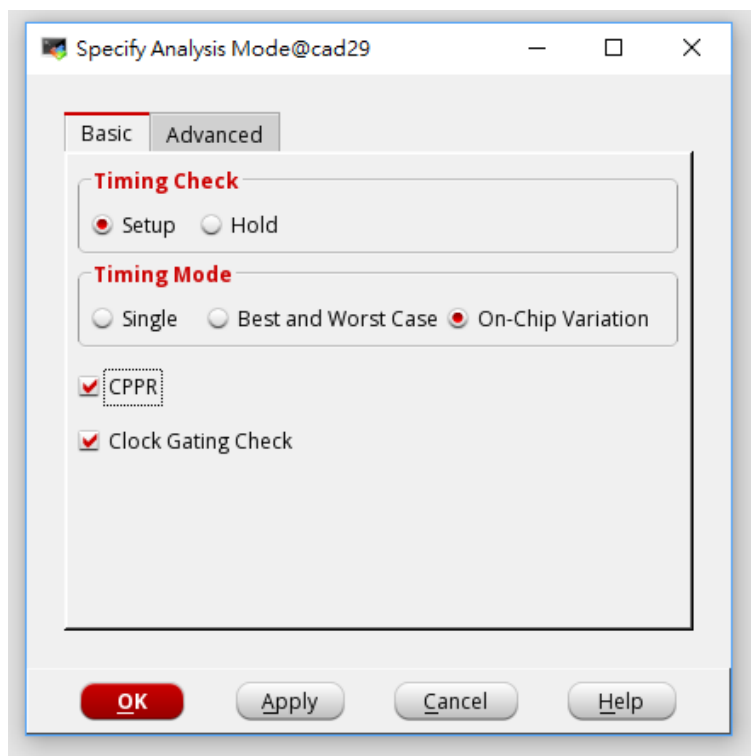 Specify Analysis Mode@cad29
Basic Advanced
Timing Check
Setup Hold
Timing Mode
Single Best and Worst Case On-Chip Variation
CPPR
Clock Gating Check
OK Apply Cancel Help